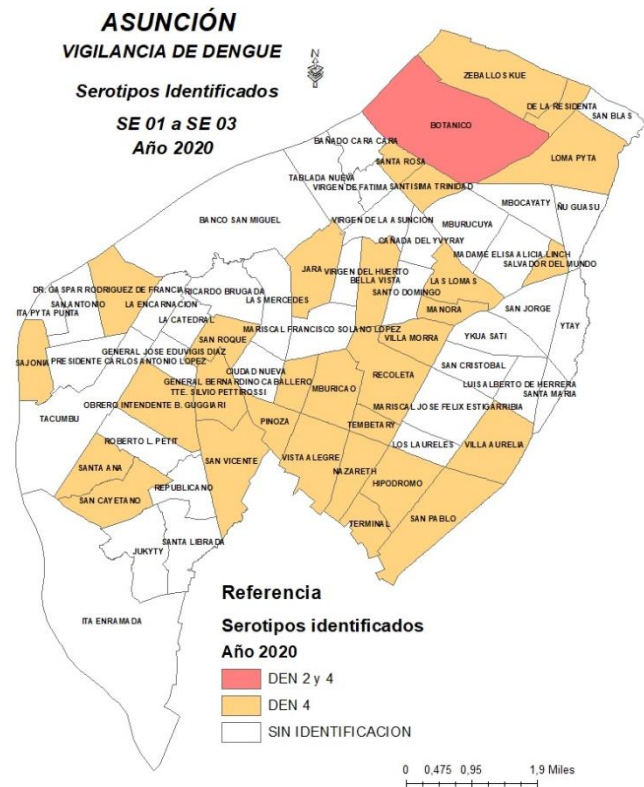 ASUNCIÓN
VIGILANCIA DE DENGUE
Serotipos Identificados
SE 01 a SE 03
Año 2020
N
ZEBALLOS KUE
DE LA RESIDENTA
SAN BLAS
BOTANICO
LOMA PYTA
BAÑADO CARA CARA
SANTA ROSA
TABLADA NUEVA
VIRGEN DE FATIMA
SANTISIMA TRINIDAD
MBOCAYATY
ÑU GUASU
BANCO SAN MIGUEL
VIRGEN DE LA ASUNCIÓN
MBURUCUYA
CAÑADA DEL YVYRAY
MADAME ELISA ALICIA LINCH
SALVADOR DEL MUNDO
JARA
VIRGEN DEL HUERTO
BELLA VISTA
LAS LOMAS
SANTO DOMINGO
DR. GASPAR RODRIGUEZ DE FRANCIA
RICARDO BRUGADA
LAS MERCEDES
SAN ANTONIO
LA ENCARNACION
ITA PYTA PUNTA
LA CATEDRAL
MANORA
SAN JORGE
YTAY
SAN ROQUE
MARISCAL FRANCISCO SOLANO LOPEZ
VILLA MORRA
YKUA SATI
SAJONIA
PRESIDENTE CARLOS ANTONIO LOPEZ
GENERAL JOSE EDUVIGIS DIAZ
CIUDAD NUEVA
SAN CRISTOBAL
GENERAL BERNARDINO CABALLERO
TTE. SILVIO PETTIROSSI
MBURICAO
RECOLETA
LUIS ALBERTO DE HERRERA
SANTA MARIA
OBRERO INTENDENTE B. GUGGIARI
MARISCAL JOSE FELIX ESTIGARRIBIA
TACUMBU
PINOZA
TEMBETARY
ROBERTO L. PETIT
LOS LAURELES
VILLA AURELIA
SANTA ANA
SAN VICENTE
VISTA ALEGRE
NAZARETH
HIPODROMO
REPUBLICANO
SAN CAYETANO
TERMINAL
SAN PABLO
JUKYTY
SANTA LIBRADA
ITA ENRAMADA
Referencia
Serotipos identificados
Año 2020
DEN 2 y 4
DEN 4
SIN IDENTIFICACION
0 0,475 0,95 1,9 Miles